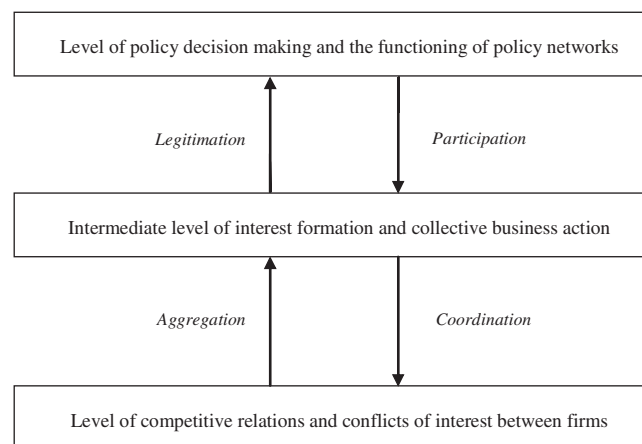 Level of policy decision making and the functioning of policy networks
Legitimation
Participation
Intermediate level of interest formation and collective business action
Aggregation
Coordination
Level of competitive relations and conflicts of interest between firms